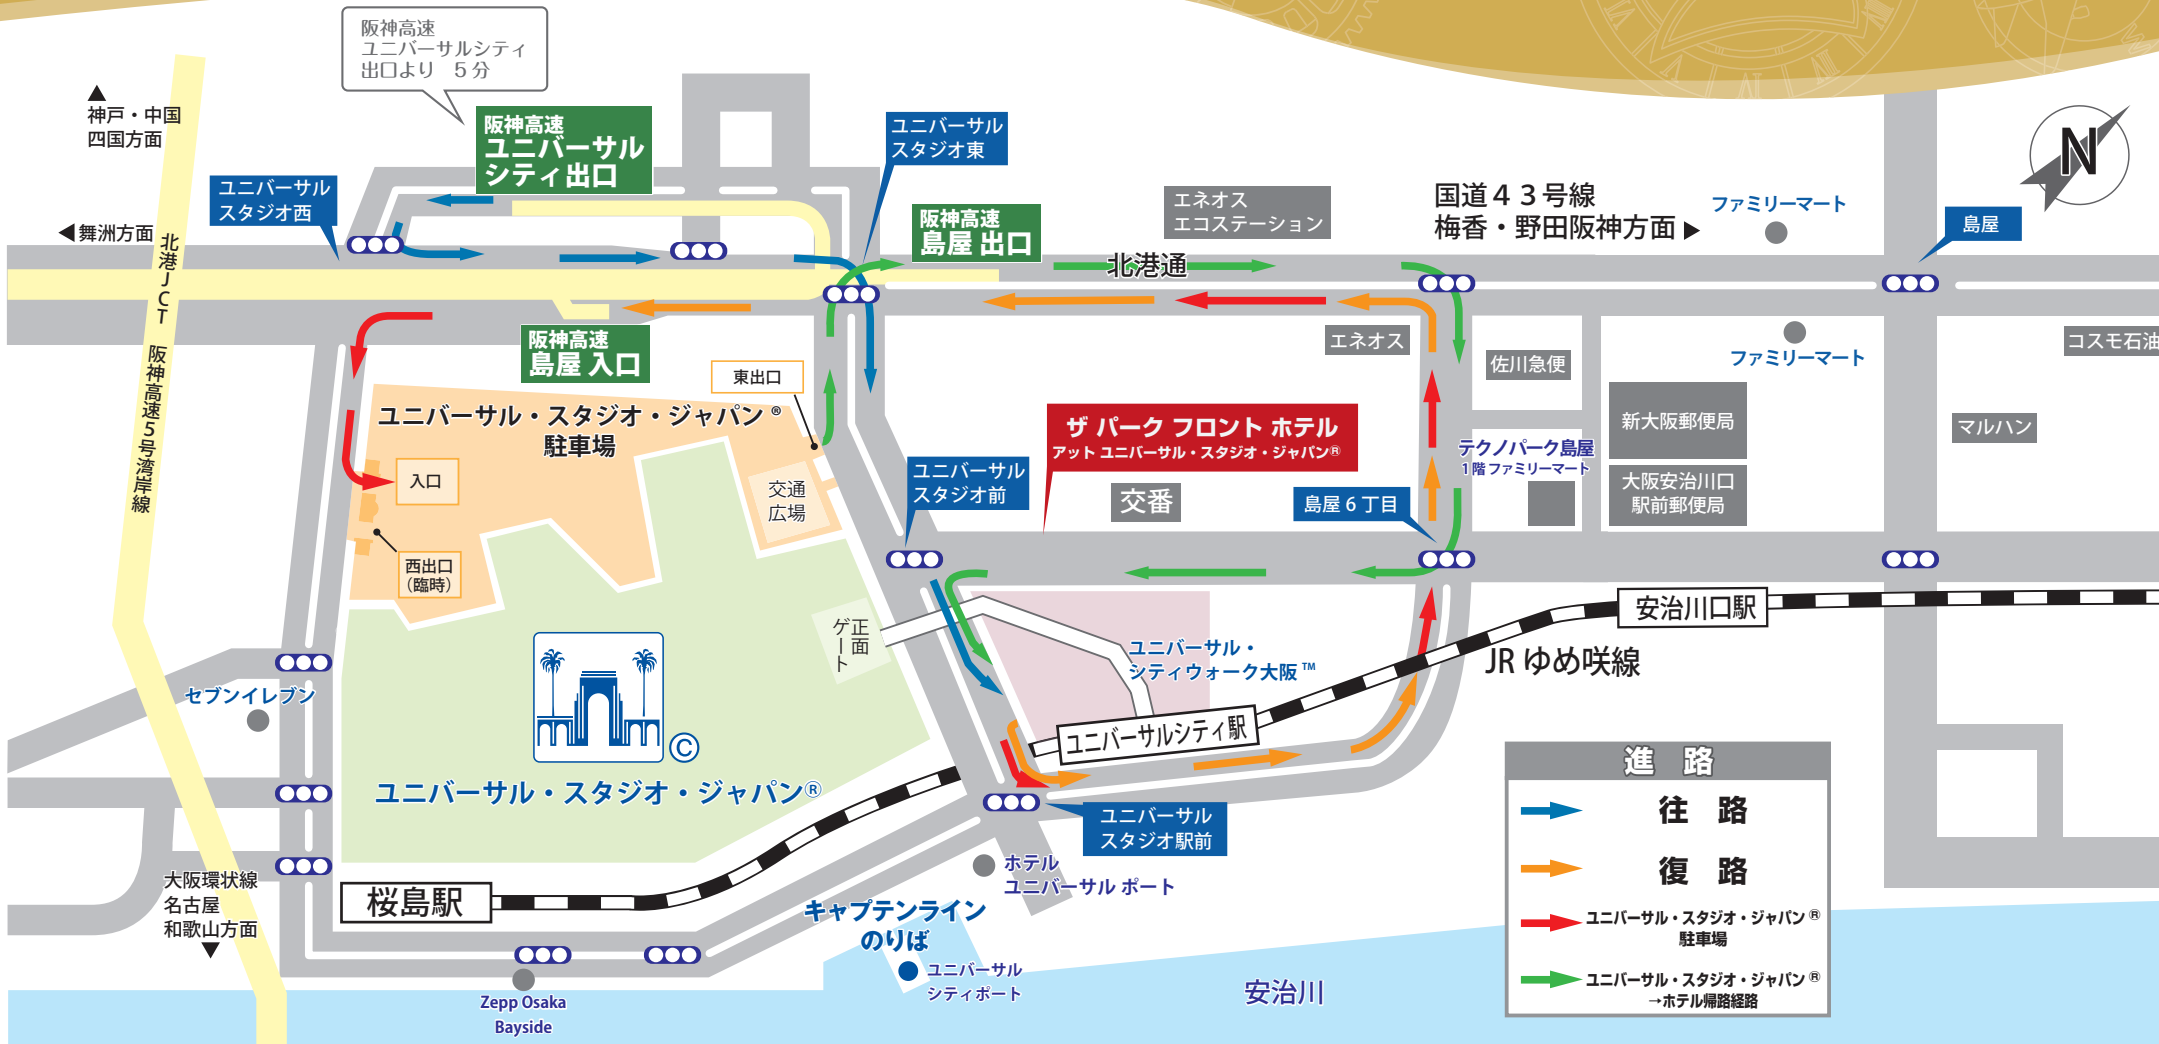 阪神高速
ユニバーサルシティ
出口より　5分
神戸・中国
四国方面
阪神高速
ユニバーサル
シティ出口
ユニバーサル
スタジオ東
ユニバーサル
スタジオ西
舞洲方面
阪神高速
島屋 出口
エネオス
エコステーション
国道43号線
梅香・野田阪神方面
ファミリーマート
島屋
N
北港通
北港JCT 阪神高速5号湾岸線
阪神高速
島屋 入口
エネオス
佐川急便
ファミリーマート
コスモ石油
東出口
ユニバーサル・スタジオ・ジャパン®
駐車場
ザ パーク フロント ホテル
アット ユニバーサル・スタジオ・ジャパン®
新大阪郵便局
マルハン
テクノパーク島屋
1階 ファミリーマート
入口
交通
広場
ユニバーサル
スタジオ前
交番
島屋6丁目
大阪安治川口
駅前郵便局
西出口
(臨時)
正面
ゲート
安治川口駅
ユニバーサル・
シティウォーク大阪™
JRゆめ咲線
セブンイレブン
ユニバーサルシティ駅
©
ユニバーサル・スタジオ・ジャパン®
ユニバーサル
スタジオ駅前
進　路
往　路
復　路
ユニバーサル・スタジオ・ジャパン®
駐車場
ユニバーサル・スタジオ・ジャパン®
→ホテル帰路経路
大阪環状線
名古屋
和歌山方面
桜島駅
ホテル
ユニバーサル ポート
キャプテンライン
のりば
ユニバーサル
シティポート
安治川
Zepp Osaka
Bayside